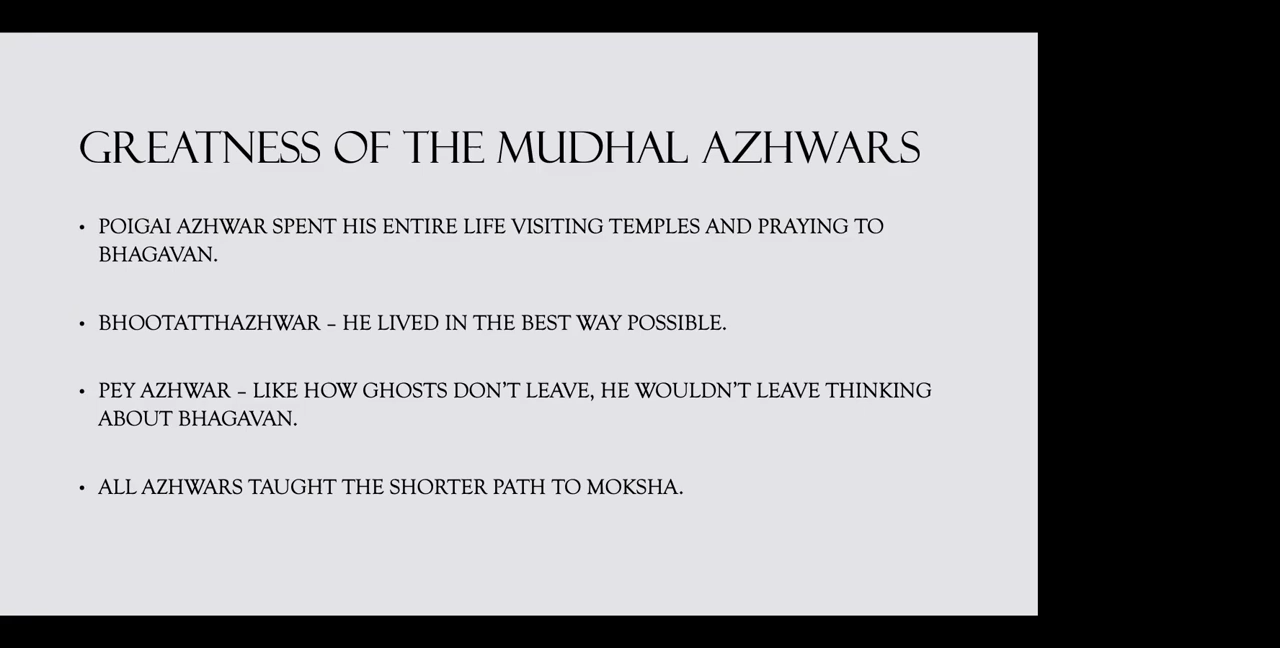 GREATNESS OF THE MUDHAL AZHWARS
• POIGAI AZHWAR SPENT HIS ENTIRE LIFE VISITING TEMPLES AND PRAYING TO
BHAGAVAN.
• BHOOTATTHAZHWAR – HE LIVED IN THE BEST WAY POSSIBLE.
• PEY AZHWAR – LIKE HOW GHOSTS DON'T LEAVE, HE WOULDN'T LEAVE THINKING
ABOUT BHAGAVAN.
• ALL AZHWARS TAUGHT THE SHORTER PATH TO MOKSHA.